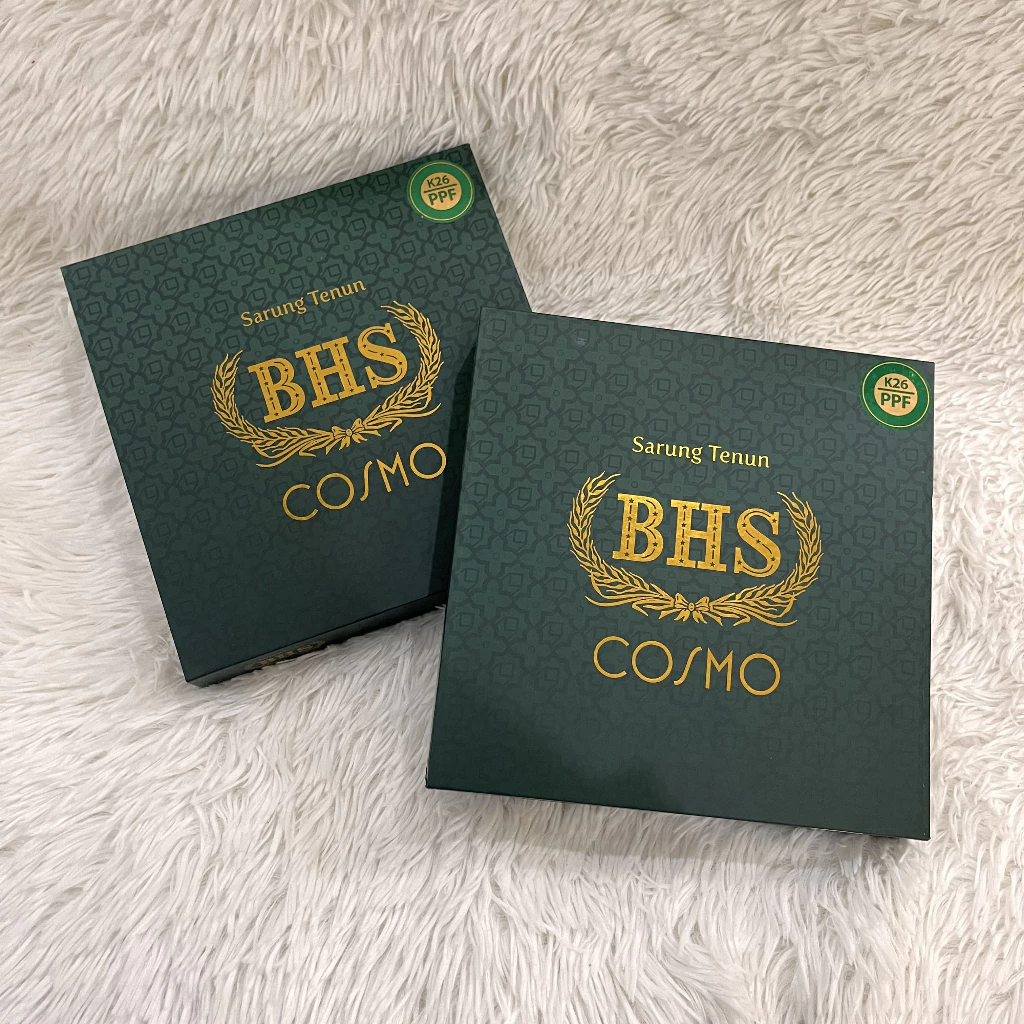 K26
PPF
Sarung Tenun
BHS
COSMO
K26
PPF
Sarung Tenun
BHS
COSMO